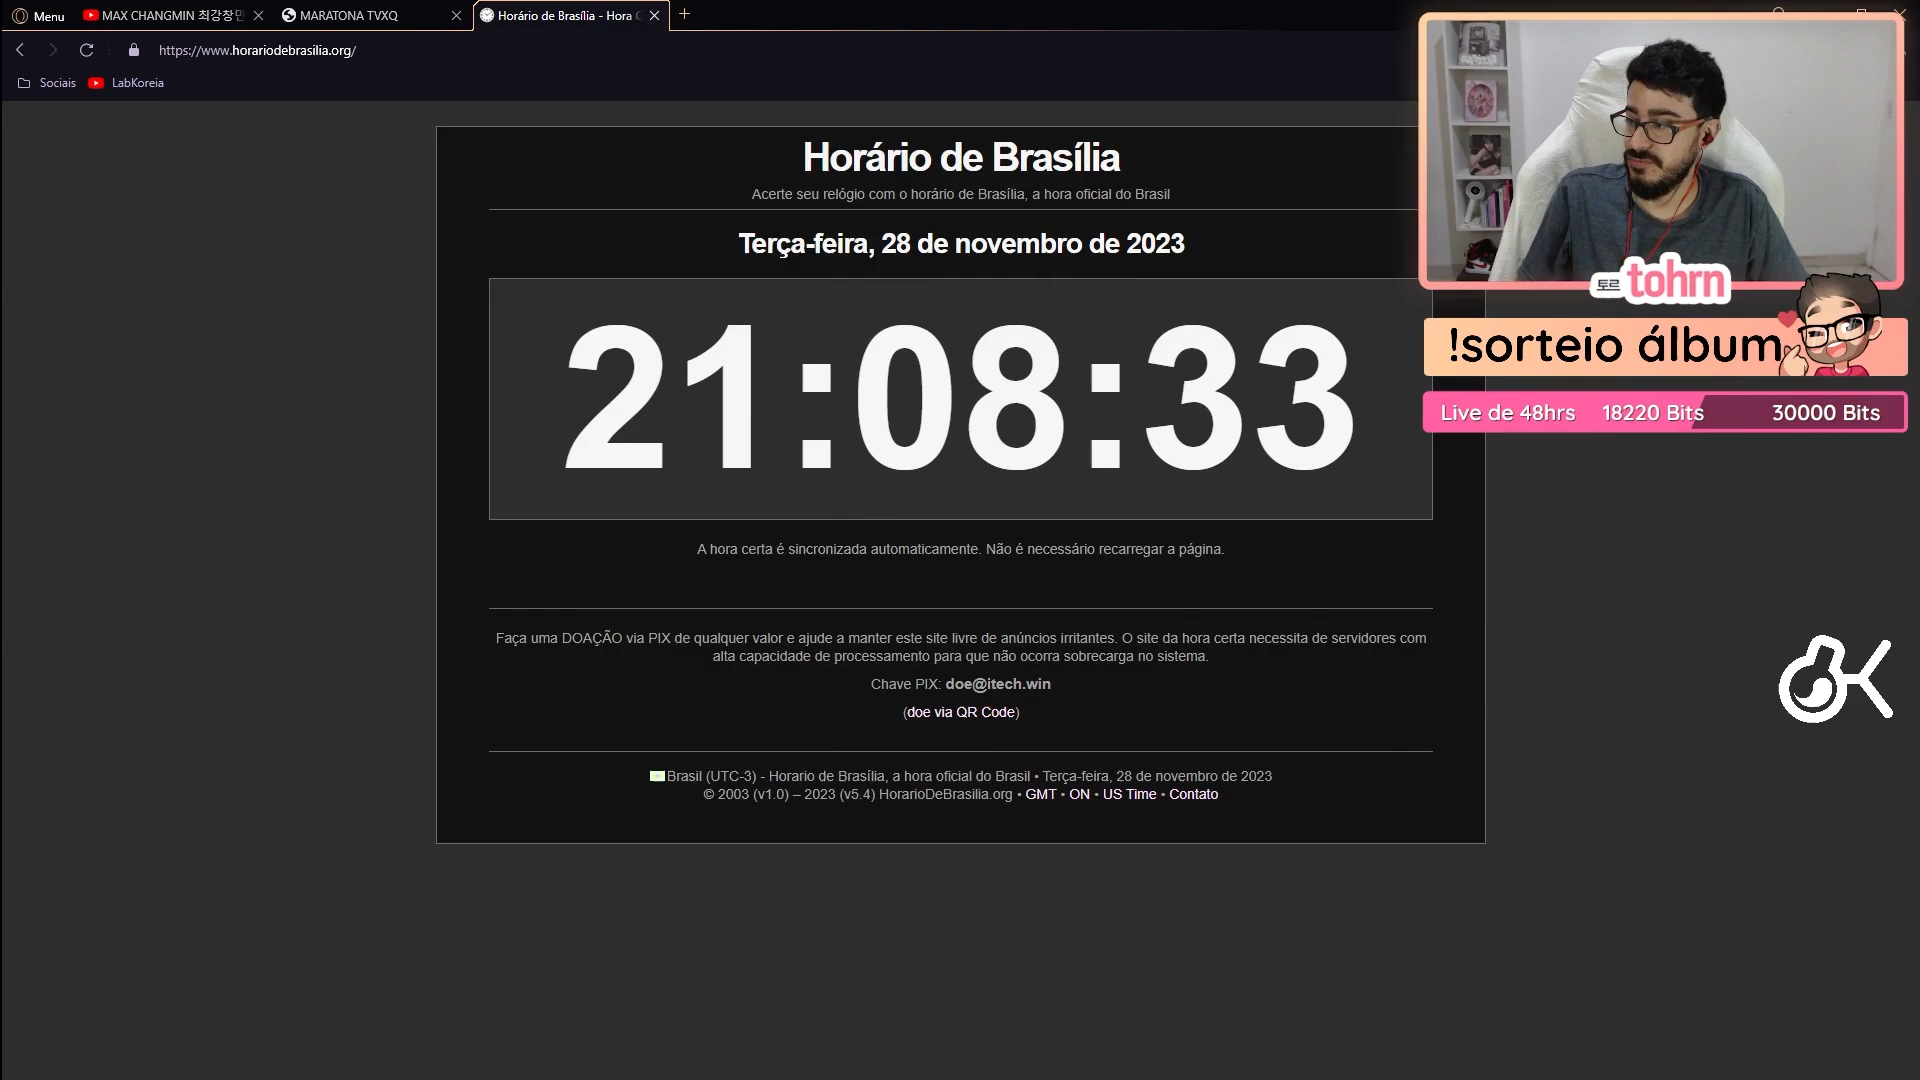 Menu
MAX CHANGMIN 최강창민
MARATONA TVXQ
Horário de Brasília - Hora
https://www.horariodebrasilia.org/
Sociais
LabKoreia
Horário de Brasília
Acerte seu relógio com o horário de Brasília, a hora oficial do Brasil
Terça-feira, 28 de novembro de 2023
21:08:33
A hora certa é sincronizada automaticamente. Não é necessário recarregar a página.
Faça uma DOAÇÃO via PIX de qualquer valor e ajude a manter este site livre de anúncios irritantes. O site da hora certa necessita de servidores com
alta capacidade de processamento para que não ocorra sobrecarga no sistema.
Chave PIX: doe@itech.win
(doe via QR Code)
Brasil (UTC-3) - Horario de Brasília, a hora oficial do Brasil • Terça-feira, 28 de novembro de 2023
© 2003 (v1.0) – 2023 (v5.4) HorarioDeBrasilia.org • GMT • ON • US Time • Contato
토르 tohrn
!sorteio álbum
Live de 48hrs 18220 Bits 30000 Bits